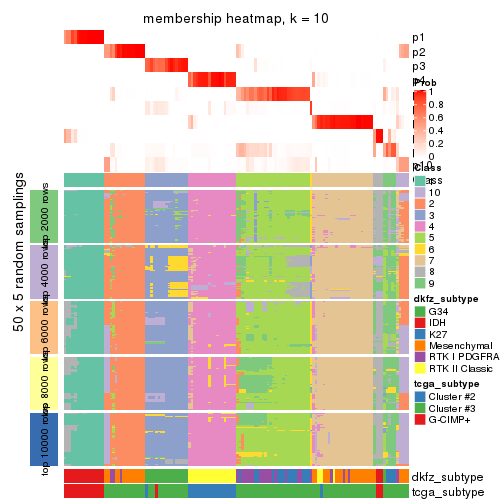 membership heatmap, k = 10
p1
p2
p3
p4
p10
Prob
1
0.8
0.6
0.4
0.2
0
Class
1
10
2
3
4
5
6
7
8
9
dkfz_subtype
G34
IDH
K27
Mesenchymal
RTK I PDGFRA
RTK II Classic
tcga_subtype
Cluster #2
Cluster #3
G-CIMP+
50 x 5 random samplings
top 2000 rows
top 4000 rows
top 6000 rows
top 8000 rows
top 10000 rows
dkfz_subtype
tcga_subtype